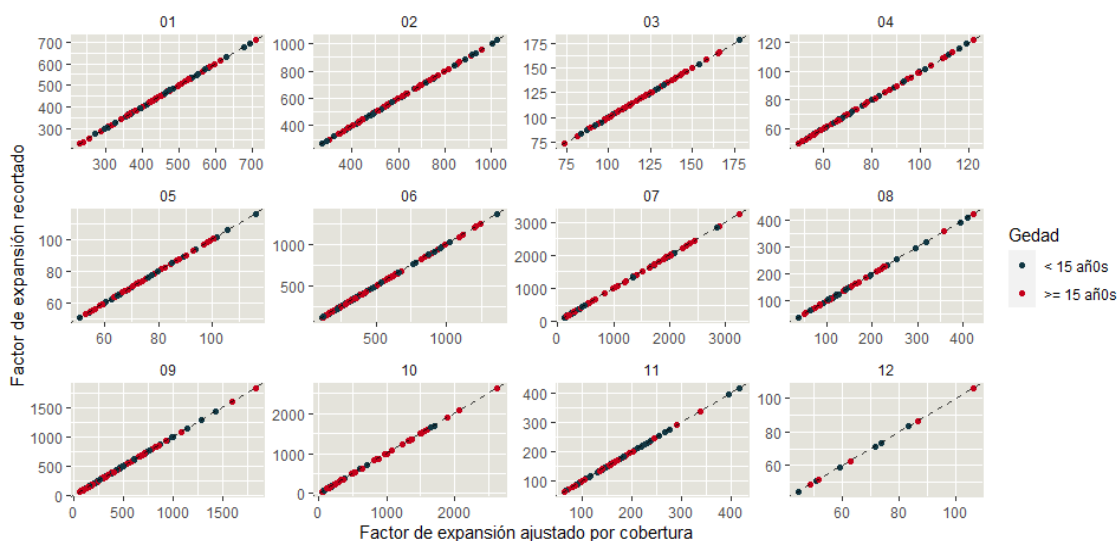 01 02 03 04
700 600 500 400 300
1000 800 600 400
175 150 125 100 75
120 100 80 60
300 400 500 600 700
400 600 800 1000
75 100 125 150 175
60 80 100 120
05 06 07 08
100 80 60
1000 500
3000 2000 1000 0
400 300 200 100
60 80 100
500 1000
0 1000 2000 3000
100 200 300 400
09 10 11 12
1500 1000 500 0
2000 1000 0
400 300 200 100
100 80 60
0 500 1000 1500
0 1000 2000
100 200 300 400
60 80 100
Factor de expansión recortado
Factor de expansión ajustado por cobertura
Gedad
< 15 añ0s
>= 15 añ0s